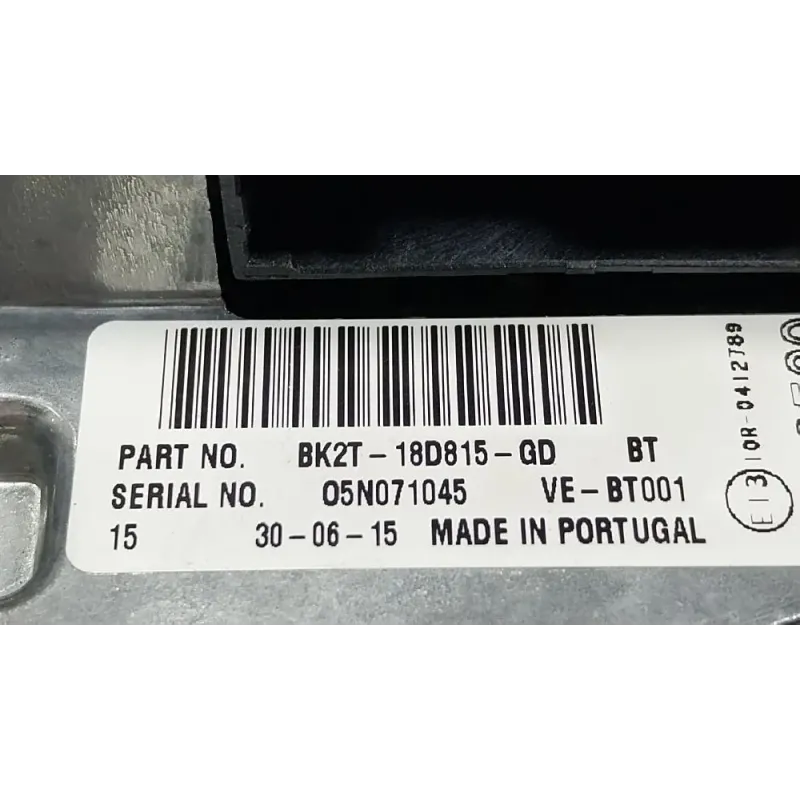 PART NO. BK2T-18D815-GD BT
SERIAL NO. 05N071045 VE-BT001
15 30-06-15 MADE IN PORTUGAL
10R-0412789
E13